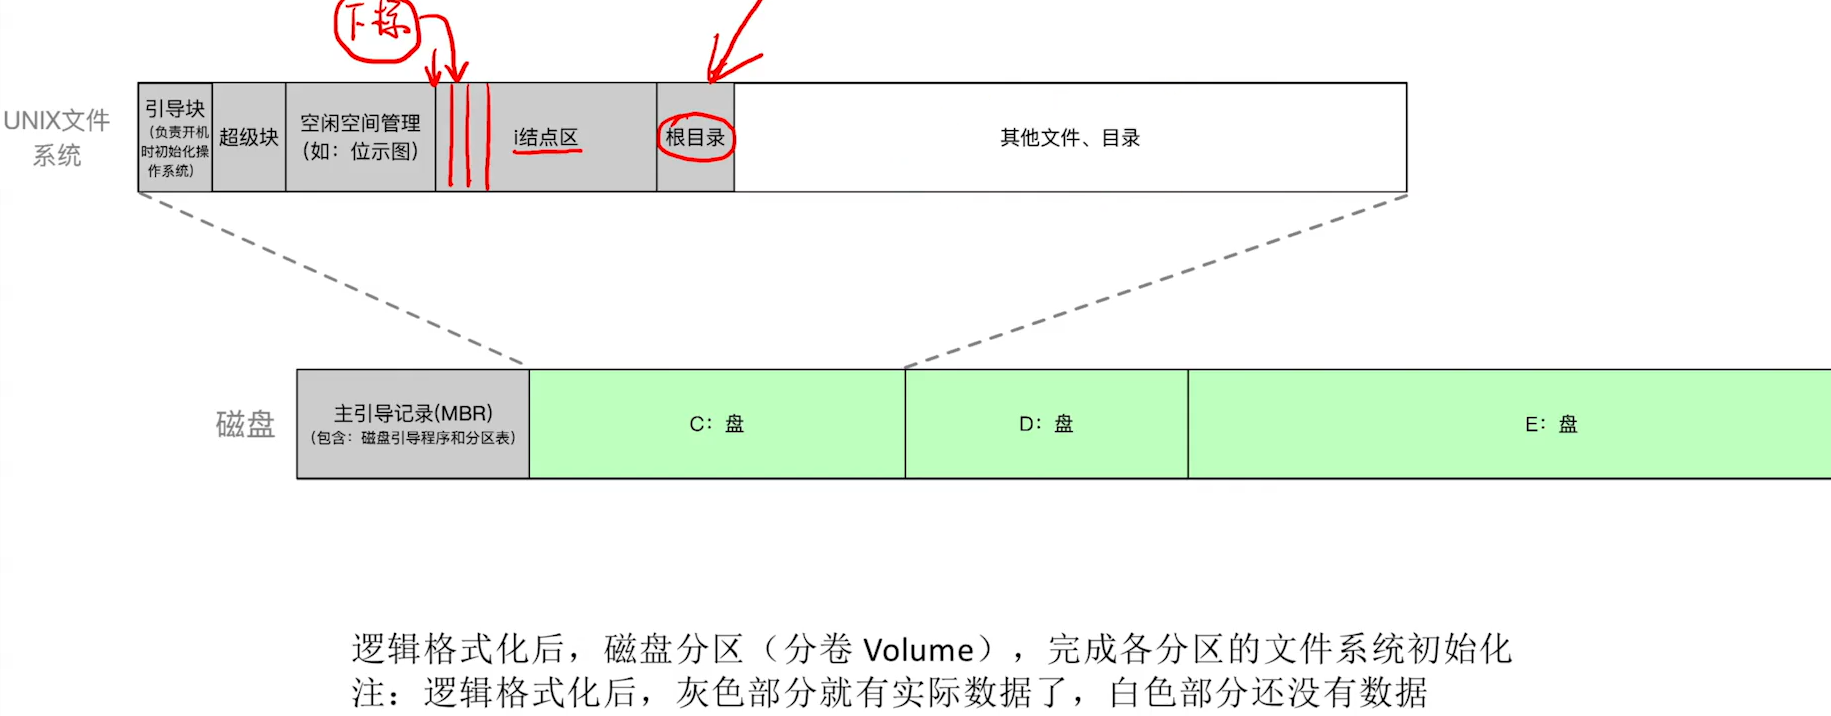 下标
UNIX文件
系统
引导块
（负责开机
时初始化操
作系统）
超级块
空闲空间管理
（如：位示图）
i结点区
根目录
其他文件、目录
磁盘
主引导记录(MBR)
（包含：磁盘引导程序和分区表）
C：盘
D：盘
E：盘
逻辑格式化后，磁盘分区（分卷 Volume），完成各分区的文件系统初始化
注：逻辑格式化后，灰色部分就有实际数据了，白色部分还没有数据